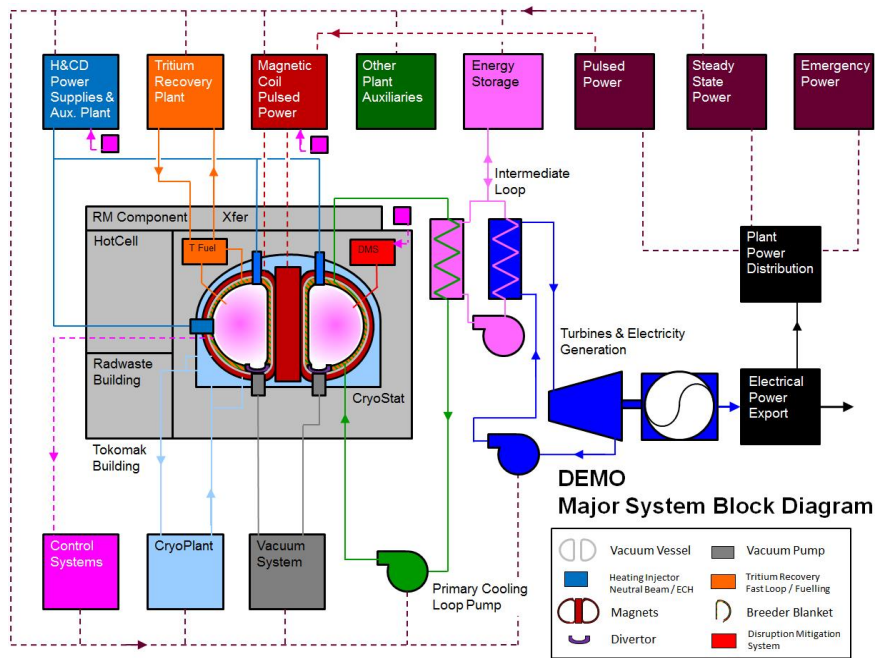 H&CD
Power
Supplies &
Aux. Plant
Tritium
Recovery
Plant
Magnetic
Coil
Pulsed
Power
Other
Plant
Auxiliaries
Energy
Storage
Pulsed
Power
Steady
State
Power
Emergency
Power
Intermediate
Loop
RM Component
Xfer
HotCell
T Fuel
DMS
Plant
Power
Distribution
Turbines & Electricity
Generation
Radwaste
Building
CryoStat
Electrical
Power
Export
Tokomak
Building
DEMO
Major System Block Diagram
Control
Systems
CryoPlant
Vacuum
System
Primary Cooling
Loop Pump
Vacuum Vessel
Vacuum Pump
Heating Injector
Neutral Beam / ECH
Tritium Recovery
Fast Loop / Fuelling
Magnets
Breeder Blanket
Divertor
Disruption Mitigation
System